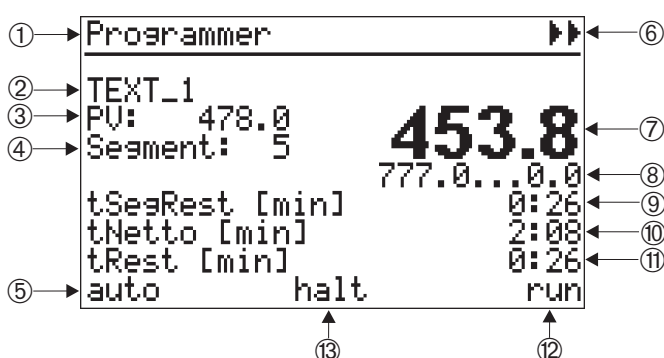 ① Programmer ⑥
② TEXT_1
③ PV: 478.0 453.8 ⑦
④ Segment: 5
777.0...0.0 ⑧
tSegRest [min] 0:26 ⑨
tNetto [min] 2:08 ⑩
tRest [min] 0:26 ⑪
⑤ auto halt run
⑬ ⑫